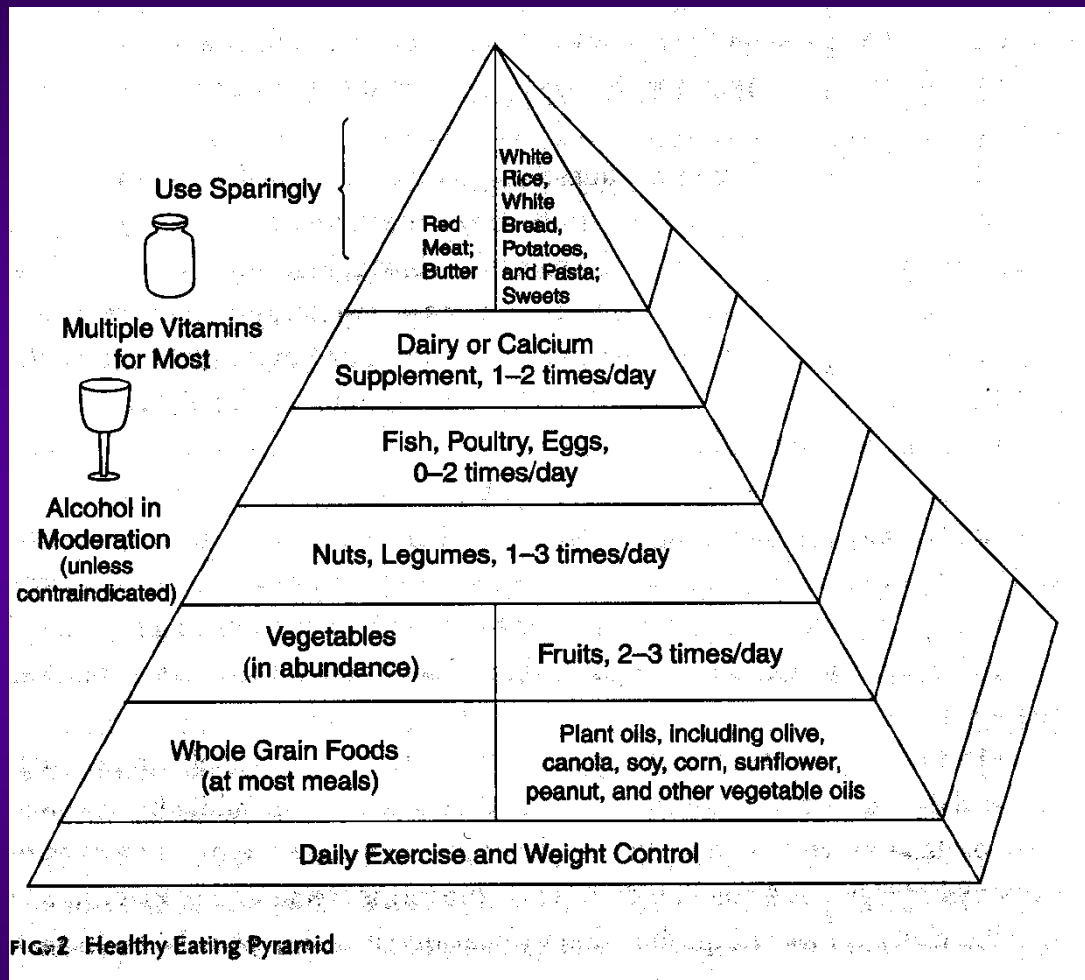 Use Sparingly
Red
Meat;
Butter
White
Rice,
White
Bread,
Potatoes,
and Pasta;
Sweets
Multiple Vitamins
for Most
Dairy or Calcium
Supplement, 1–2 times/day
Fish, Poultry, Eggs,
0–2 times/day
Alcohol in
Moderation
(unless
contraindicated)
Nuts, Legumes, 1–3 times/day
Vegetables
(in abundance)
Fruits, 2–3 times/day
Whole Grain Foods
(at most meals)
Plant oils, including olive,
canola, soy, corn, sunflower,
peanut, and other vegetable oils
Daily Exercise and Weight Control
FIG. 2 Healthy Eating Pyramid